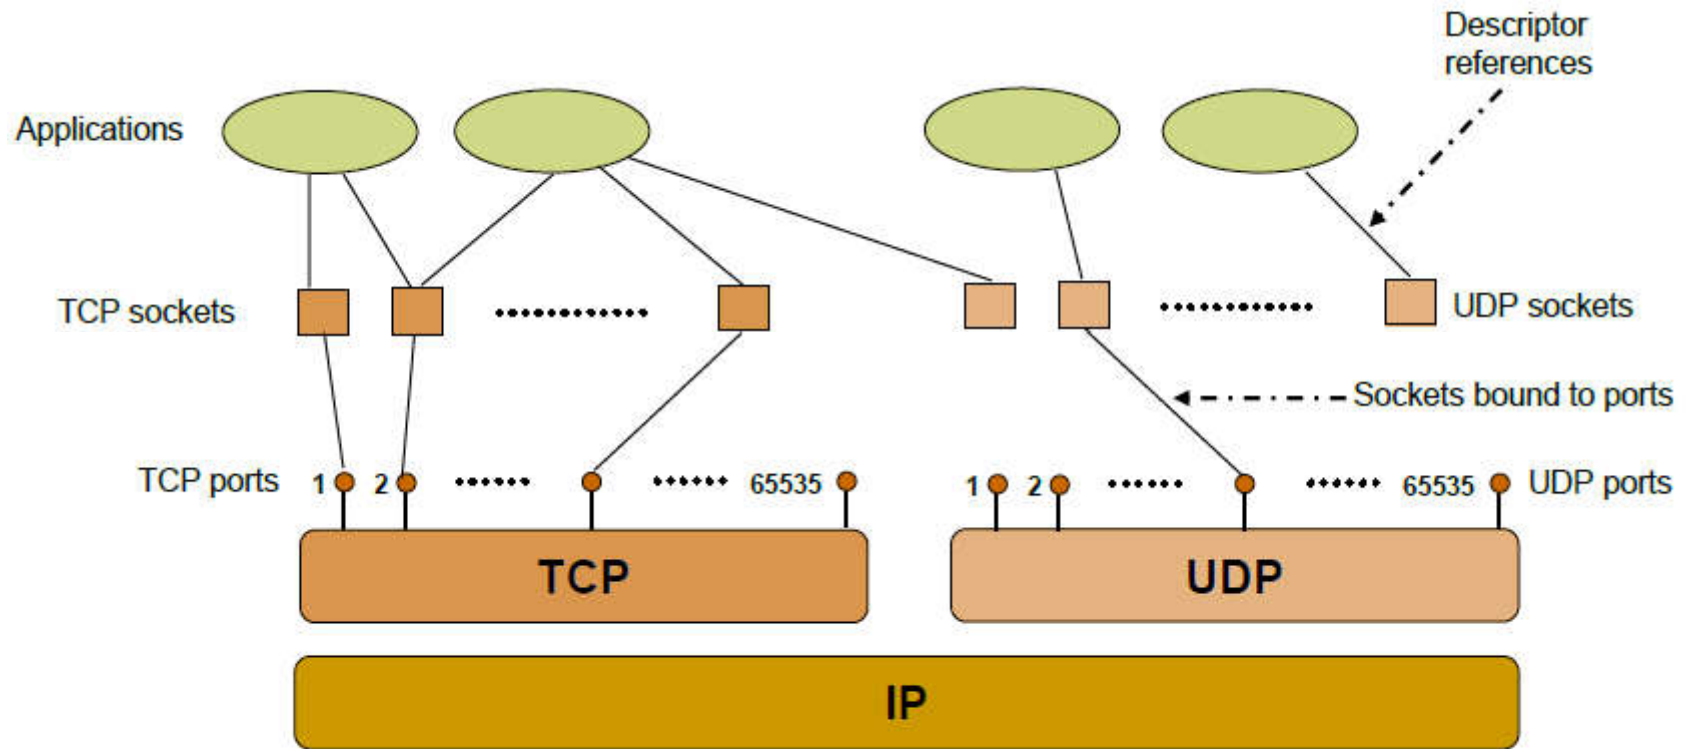 Descriptor
references
Applications
TCP sockets
UDP sockets
Sockets bound to ports
TCP ports 1 2 65535 1 2 65535 UDP ports
TCP UDP
IP